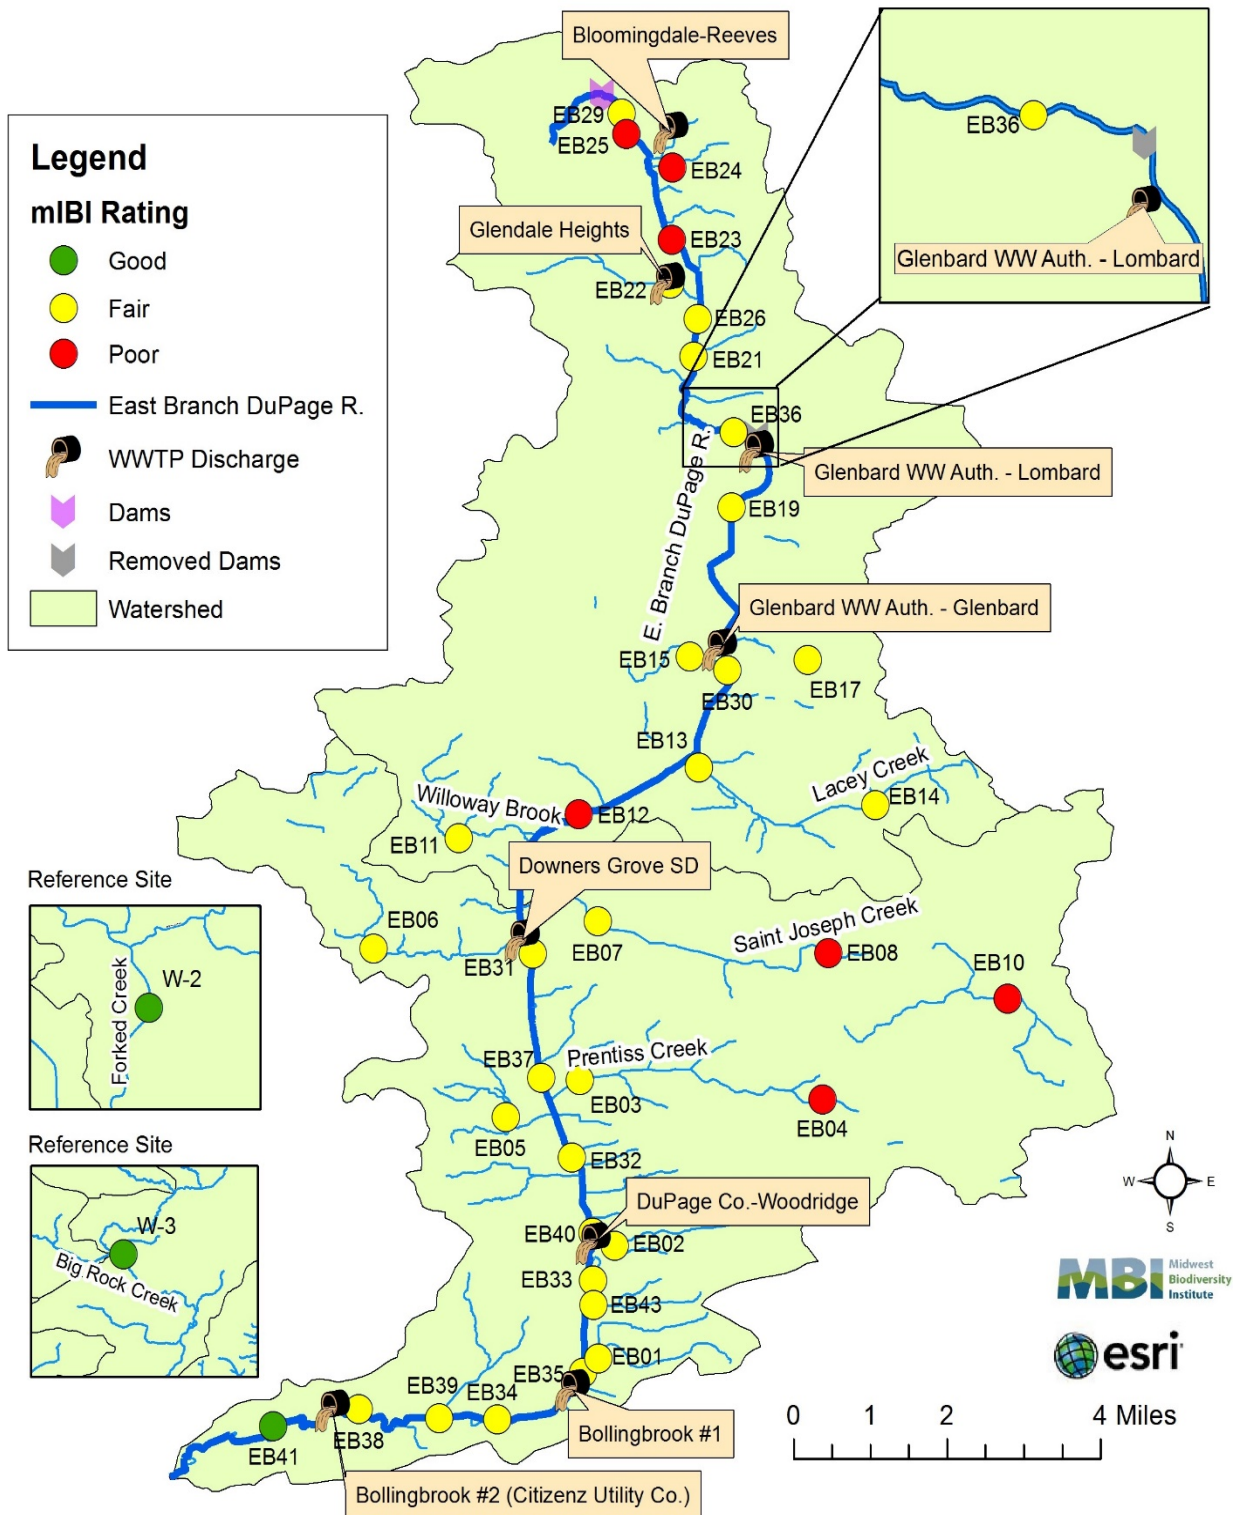 Bloomingdale-Reeves
EB29
EB25
EB24
EB36
Glenbard WW Auth. - Lombard
Legend
mIBI Rating
Good
Fair
Poor
East Branch DuPage R.
WWTP Discharge
Dams
Removed Dams
Watershed
Glendale Heights
EB23
EB22
EB26
EB21
EB36
E. Branch DuPage R.
Glenbard WW Auth. - Lombard
EB19
Glenbard WW Auth. - Glenbard
EB15
EB17
EB30
EB13
Lacey Creek
EB14
Willoway Brook
EB12
EB11
Downers Grove SD
Reference Site
Forked Creek
W-2
EB06
EB07
EB31
Saint Joseph Creek
EB08
EB10
EB37
Prentiss Creek
EB03
EB04
EB05
EB32
Reference Site
W-3
Big Rock Creek
DuPage Co.-Woodridge
EB40
EB02
EB33
EB43
EB01
EB35
EB39
EB34
EB38
EB41
Bollingbrook #1
Bollingbrook #2 (Citizenz Utility Co.)
N
W
E
S
MBI
Midwest
Biodiversity
Institute
esri
0 1 2 4 Miles